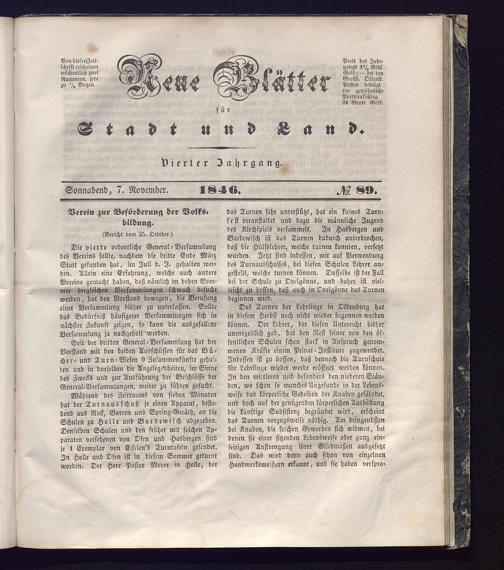 Von dieser Zeit-
schrift erscheinen
wöchentlich zwei
Nummern, jede
zu ½ Bogen.
Neue Blätter
für
Stadt und Land.
Preis des Jahr-
gangs
Gold; — bei den
Großh. Oldenb.
Posten beträgt
der gewöhnliche
Portoaufschlag
24 Grote Gold.
Vierter Jahrgang.
Sonnabend, 7. November. 1846. № 89.
Verein zur Beförderung der Volks-
bildung.
(Bericht vom 25. October.)
Die vierte ordentliche General-Versammlung
des Vereins sollte, nachdem die dritte Ende März
Statt gefunden hat, im Juli d. J. gehalten wer-
den. Allein eine Erfahrung, welche auch andere
Vereine gemacht haben, daß nämlich im hohen Som-
mer dergleichen Versammlungen schwach besucht
werden, hat den Vorstand bewogen, die Berufung
einer Versammlung bisher zu unterlassen. Sollte
das Bedürfniß häufigerer Versammlungen sich in
nächster Zukunft zeigen, so kann die ausgefallene
Versammlung ja nachgeholt werden.
Seit der dritten General-Versammlung hat der
Vorstand mit den beiden Ausschüssen für das Bü-
cher- und Turn-Wesen 9 Zusammenkünfte gehal-
ten und in denselben die Angelegenheiten, im Sinne
des Zwecks und zur Ausführung der Beschlüsse der
General-Versammlungen, weiter zu führen gesucht.
Während des Zeitraums von sieben Monaten
hat der Turnausschuß je einen Apparat, beste-
hend aus Reck, Barren und Spring-Geräth, an die
Schulen zu Holle und Bardewisch abgegeben.
Denselben Schulen und den früher mit solchen Ap-
paraten versehenen von Ofen und Hasbergen sind
je 1 Exemplar von Eiselen's Turntafeln gesendet.
In Holle und Ofen ist in diesem Sommer geturnt
worden. Der Herr Pastor Meyer in Holle, der
das Turnen sehr unterstützt, hat ein kleines Turn-
fest veranstaltet und dazu die männliche Jugend
des Kirchspiels versammelt. In Hasbergen und
Bardewisch ist das Turnen dadurch unterbrochen,
daß die Hülfslehrer, welche turnen konnten, versetzt
wurden. Jetzt sind indessen, mit auf Verwendung
des Turnausschusses, bei diesen Schulen Lehrer an-
gestellt, welche turnen können. Dasselbe ist der Fall
bei der Schule zu Ovelgönne, und daher ist viel-
leicht zu hoffen, daß auch in Ovelgönne das Turnen
beginnen wird.
Das Turnen der Lehrlinge in Oldenburg hat
in diesem Herbst noch nicht wieder begonnen werden
können. Der Lehrer, der diesen Unterricht bisher
unentgeltlich gab, hat den Rest seiner von den öf-
fentlichen Schulen schon stark in Anspruch genom-
menen Kräfte einem Privat-Institute zugewendet.
Indessen ist zu hoffen, daß demnach die Turnschule
für Lehrlinge wieder werde eröffnet werden können.
In den mittleren und besonders den niederen Stän-
den, wo schon so manches Ungesunde in der Lebens-
weise das körperliche Gedeihen der Knaben gefährdet,
und doch auf der genügenden körperlichen Ausbildung
die künftige Subsistenz begründet wird, erscheint
das Turnen vorzugsweise nöthig. Am dringendsten
bei Knaben, die solchen Gewerben sich widmen, bei
denen sie einer sitzenden Lebensweise oder ganz ein-
seitigen Anstrengung ihrer Gliedmaßen ausgesetzt
sind. Das wird denn auch schon von einzelnen
Handwerksmeistern erkannt, und sie haben verspro-